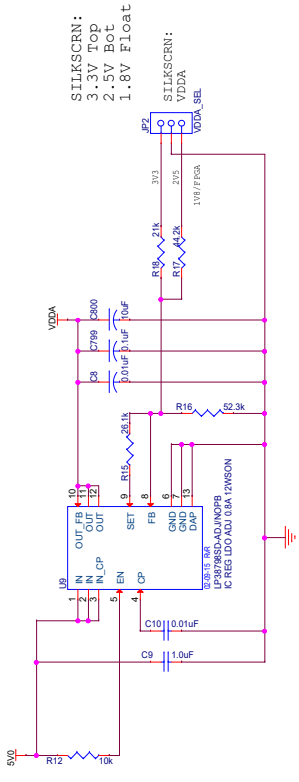 SILKSCRN:
3.3V Top
2.5V Bot
1.8V Float
SILKSCRN:
VDDA
JP2
VDDA_SEL
3V3
2V5
1V8/FPGA
R18
21k
R17
44.2k
VDDA
C800
10uF
C799
0.1uF
C8
0.01uF
R16
52.3k
R15
26.1k
U9
1
IN
2
IN
3
IN_CP
5
EN
4
CP
10
OUT_FB
11
OUT
12
OUT
9
SET
8
FB
6
GND
7
GND
13
DAP
02-09-15 RwR
LP38798SD-ADJ/NOPB
IC REG LDO ADJ 0.8A 12WSON
C10
0.01uF
C9
1.0uF
5V0
R12
10k